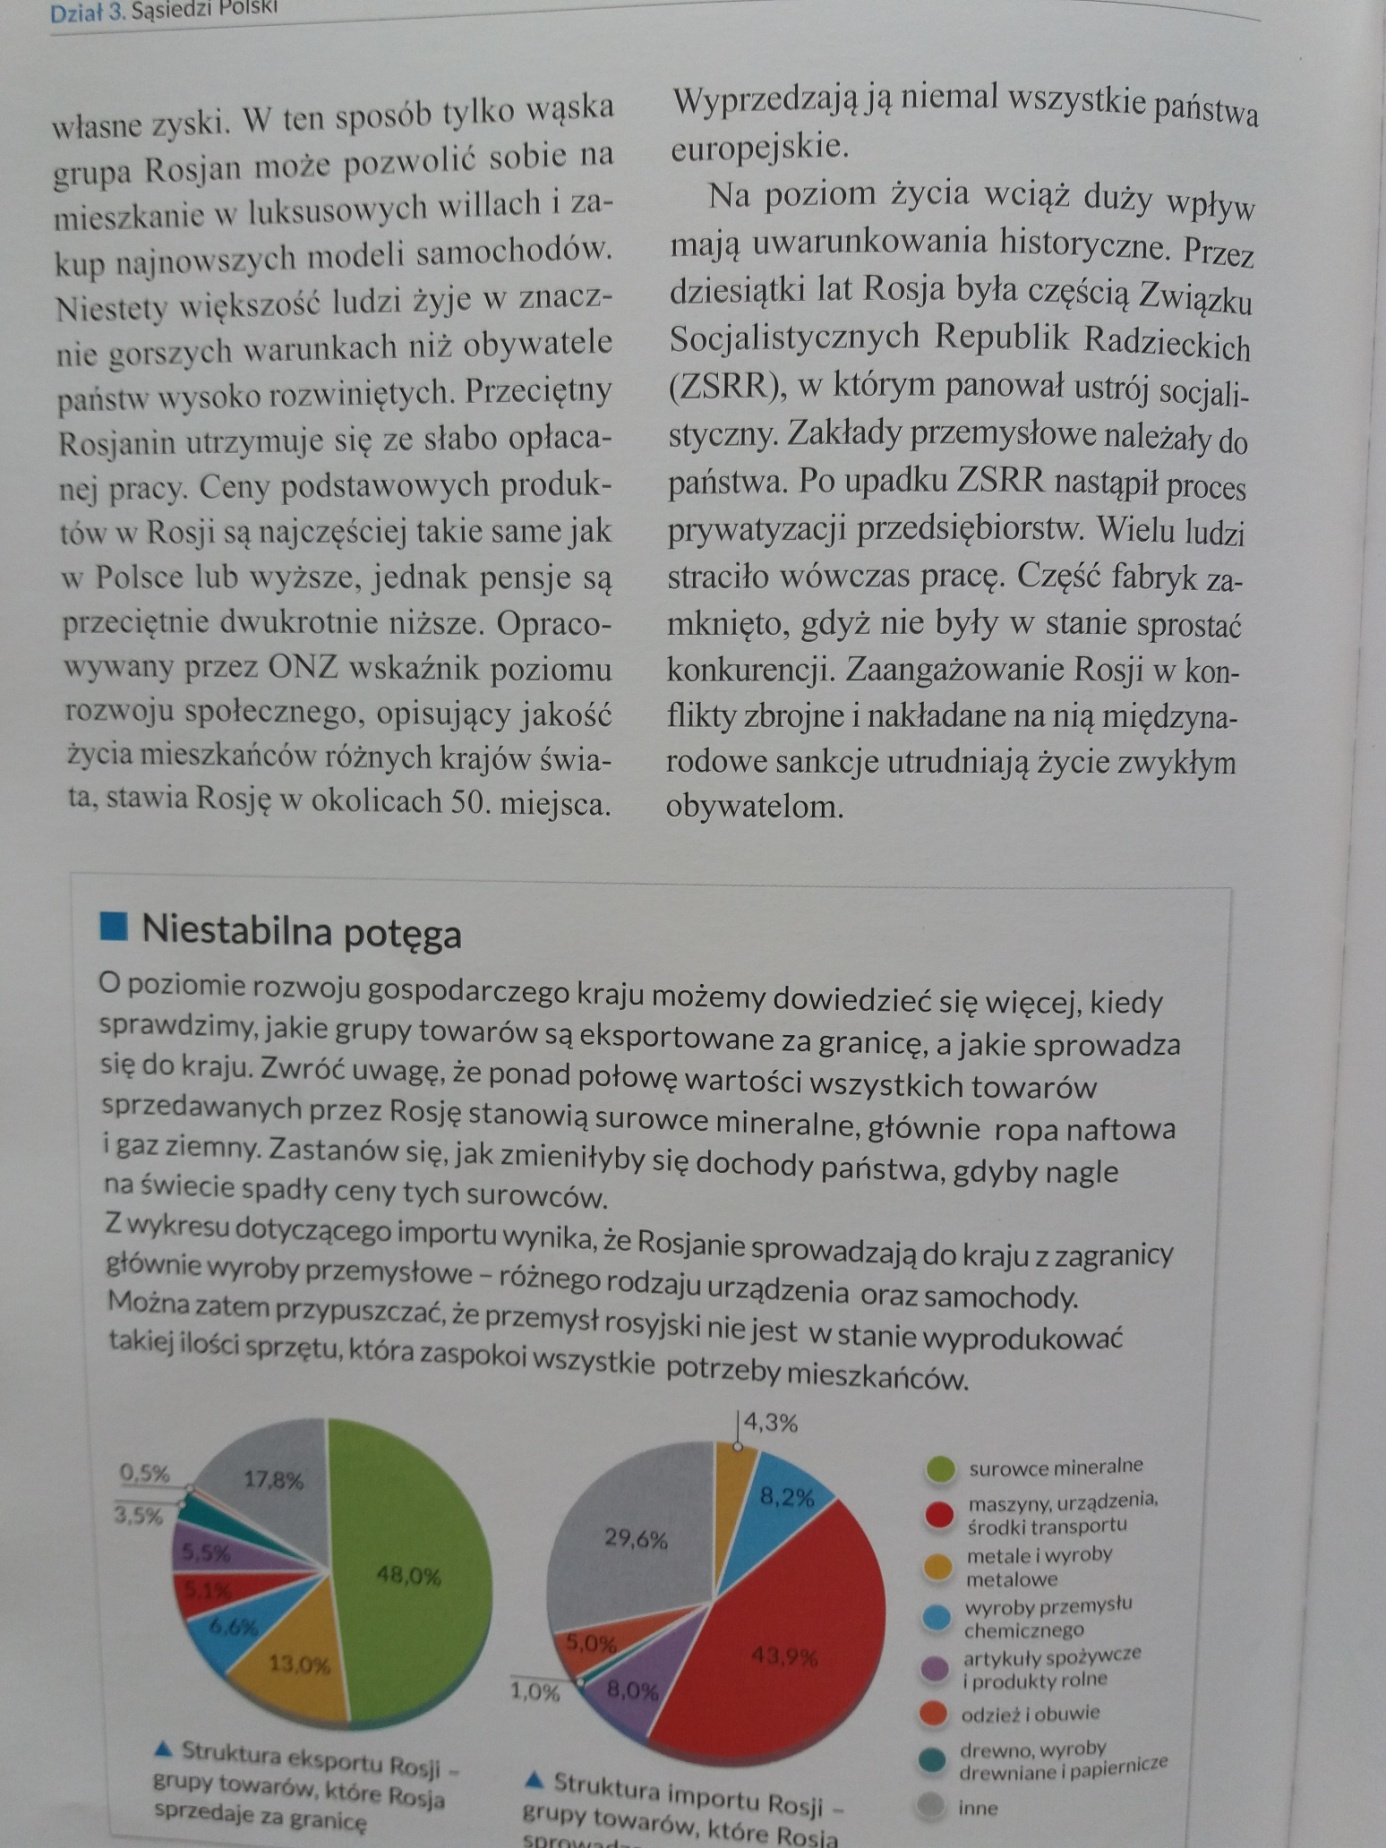 Dział 3. Sąsiedzi Polski
własne zyski. W ten sposób tylko wąska
grupa Rosjan może pozwolić sobie na
mieszkanie w luksusowych willach i za-
kup najnowszych modeli samochodów.
Niestety większość ludzi żyje w znacz-
nie gorszych warunkach niż obywatele
państw wysoko rozwiniętych. Przeciętny
Rosjanin utrzymuje się ze słabo opłaca-
nej pracy. Ceny podstawowych produk-
tów w Rosji są najczęściej takie same jak
w Polsce lub wyższe, jednak pensje są
przeciętnie dwukrotnie niższe. Opraco-
wywany przez ONZ wskaźnik poziomu
rozwoju społecznego, opisujący jakość
życia mieszkańców różnych krajów świa-
ta, stawia Rosję w okolicach 50. miejsca.
Wyprzedzają ją niemal wszystkie państwa
europejskie.
Na poziom życia wciąż duży wpływ
mają uwarunkowania historyczne. Przez
dziesiątki lat Rosja była częścią Związku
Socjalistycznych Republik Radzieckich
(ZSRR), w którym panował ustrój socjali-
styczny. Zakłady przemysłowe należały do
państwa. Po upadku ZSRR nastąpił proces
prywatyzacji przedsiębiorstw. Wielu ludzi
straciło wówczas pracę. Część fabryk za-
mknięto, gdyż nie były w stanie sprostać
konkurencji. Zaangażowanie Rosji w kon-
flikty zbrojne i nakładane na nią międzyna-
rodowe sankcje utrudniają życie zwykłym
obywatelom.
Niestabilna potęga
O poziomie rozwoju gospodarczego kraju możemy dowiedzieć się więcej, kiedy
sprawdzimy, jakie grupy towarów są eksportowane za granicę, a jakie sprowadza
się do kraju. Zwróć uwagę, że ponad połowę wartości wszystkich towarów
sprzedawanych przez Rosję stanowią surowce mineralne, głównie ropa naftowa
i gaz ziemny. Zastanów się, jak zmieniłyby się dochody państwa, gdyby nagle
na świecie spadły ceny tych surowców.
Z wykresu dotyczącego importu wynika, że Rosjanie sprowadzają do kraju z zagranicy
głównie wyroby przemysłowe – różnego rodzaju urządzenia oraz samochody.
Można zatem przypuszczać, że przemysł rosyjski nie jest w stanie wyprodukować
takiej ilości sprzętu, która zaspokoi wszystkie potrzeby mieszkańców.
0,5%
17,8%
3,5%
5,5%
48,0%
5,1%
6,6%
13,0%
▲ Struktura eksportu Rosji –
grupy towarów, które Rosja
sprzedaje za granicę
4,3%
8,2%
29,6%
5,0%
43,9%
1,0%
8,0%
▲ Struktura importu Rosji –
grupy towarów, które Rosja
surowce mineralne
maszyny, urządzenia,
środki transportu
metale i wyroby
metalowe
wyroby przemysłu
chemicznego
artykuły spożywcze
i produkty rolne
odzież i obuwie
drewno, wyroby
drewniane i papiernicze
inne